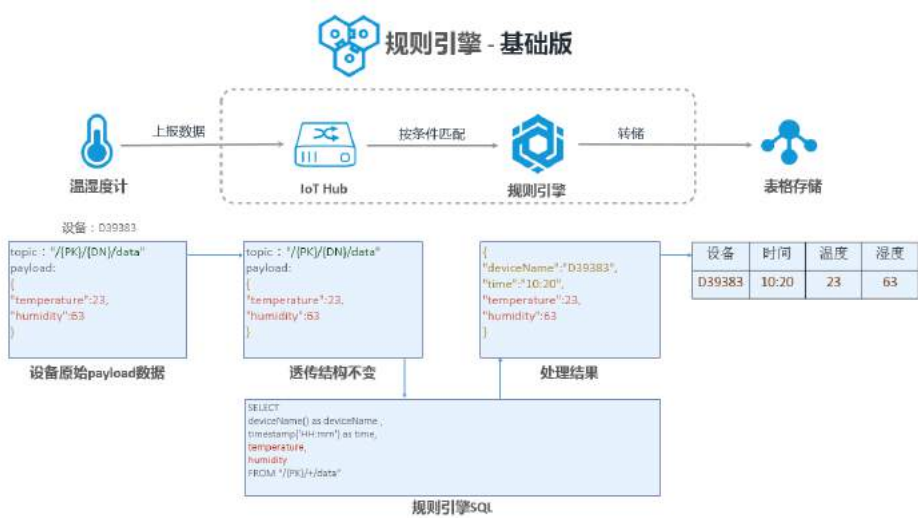 规则引擎 - 基础版
上报数据
按条件匹配
转储
温湿度计
IoT Hub
规则引擎
表格存储
设备：D39383
topic："/{PK}/{DN}/data"
payload:
{
"temperature":23,
"humidity":63
}
设备原始payload数据
topic："/{PK}/{DN}/data"
payload:
{
"temperature":23,
"humidity":63
}
透传结构不变
{
"deviceName":"D39383",
"time":"10:20",
"temperature":23,
"humidity":63
}
处理结果
设备 时间 温度 湿度
D39383 10:20 23 63
SELECT
deviceName() as deviceName ,
timestamp('HH:mm') as time,
temperature,
humidity
FROM "/{PK}/+/data"
规则引擎SQL